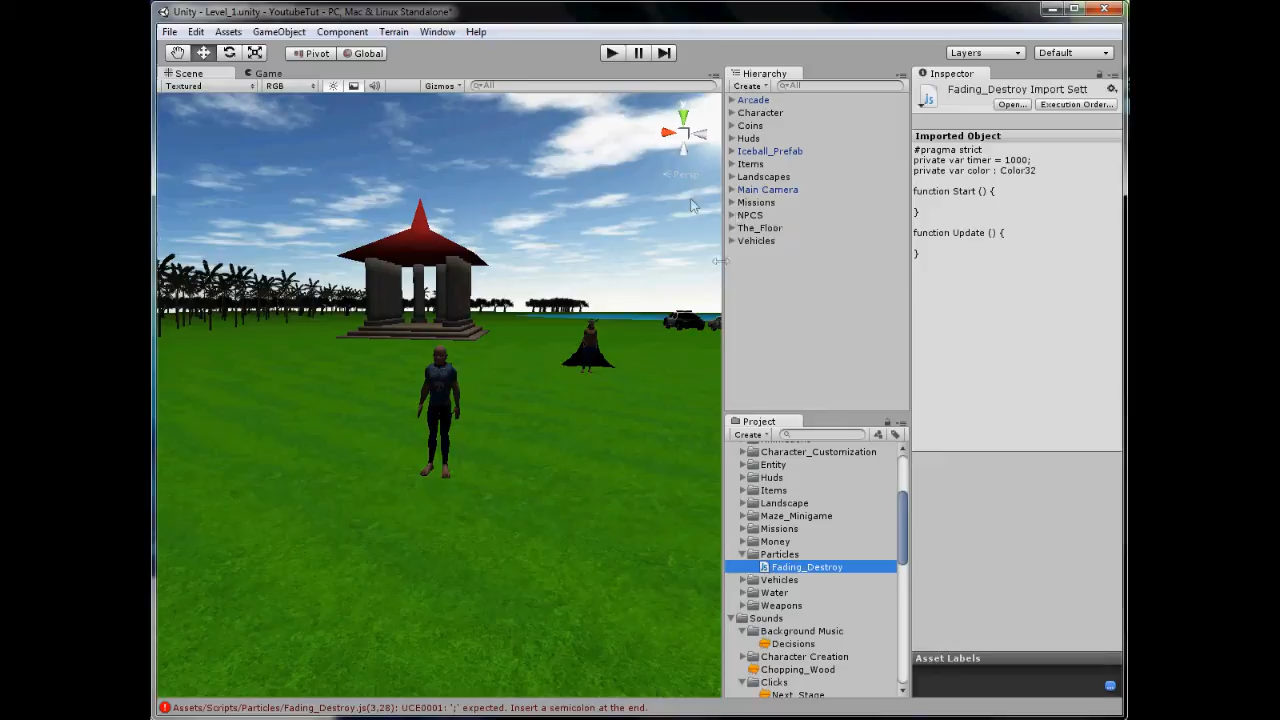 Unity - Level_1.unity - YoutubeTut - PC, Mac & Linux Standalone*
File Edit Assets GameObject Component Terrain Window Help
Pivot Global Layers Default
Scene Game
Textured RGB Gizmos All
Persp
Hierarchy
Create All
Arcade
Character
Coins
Huds
Iceball_Prefab
Items
Landscapes
Main Camera
Missions
NPCS
The_Floor
Vehicles
Project
Create
Character_Customization
Entity
Huds
Items
Landscape
Maze_Minigame
Missions
Money
Particles
Js Fading_Destroy
Vehicles
Water
Weapons
Sounds
Background Music
Decisions
Character Creation
Chopping_Wood
Clicks
Next_Stage
Inspector
Js Fading_Destroy Import Sett
Open... Execution Order...
Imported Object
#pragma strict
private var timer = 1000;
private var color : Color32
function Start () {
}
function Update () {
}
Asset Labels
Assets/Scripts/Particles/Fading_Destroy.js(3,28): UCE0001: ';' expected. Insert a semicolon at the end.